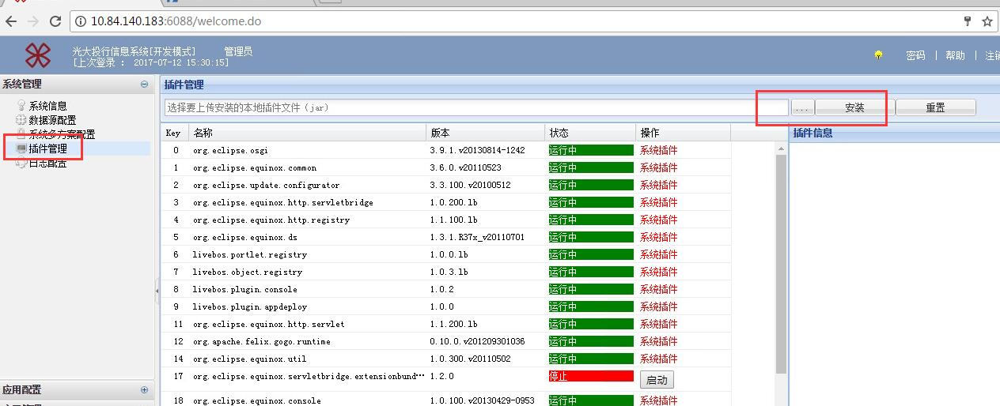 10.84.140.183:6088/welcome.do
光大投行信息系统[开发模式] 管理员
[上次登录 : 2017-07-12 15:30:15]
密码 | 帮助 | 注销
系统管理
系统信息
数据源配置
系统多方案配置
插件管理
日志配置
应用配置
插件管理
选择要上传安装的本地插件文件（jar）
... 安装 重置
Key 名称 版本 状态 操作
0 org.eclipse.osgi 3.9.1.v20130814-1242 运行中 系统插件
1 org.eclipse.equinox.common 3.6.0.v20110523 运行中 系统插件
2 org.eclipse.update.configurator 3.3.100.v20100512 运行中 系统插件
3 org.eclipse.equinox.http.servletbridge 1.0.200.lb 运行中 系统插件
4 org.eclipse.equinox.http.registry 1.1.100.lb 运行中 系统插件
5 org.eclipse.equinox.ds 1.3.1.R37x_v20110701 运行中 系统插件
6 livebos.portlet.registry 1.0.0.lb 运行中 系统插件
7 livebos.object.registry 1.0.3.lb 运行中 系统插件
8 livebos.plugin.console 1.0.2 运行中 系统插件
9 livebos.plugin.appdeploy 1.0.0 运行中 系统插件
11 org.eclipse.equinox.http.servlet 1.1.200.lb 运行中 系统插件
12 org.apache.felix.gogo.runtime 0.10.0.v201209301036 运行中 系统插件
14 org.eclipse.equinox.util 1.0.300.v20110502 运行中 系统插件
17 org.eclipse.equinox.servletbridge.extensionbund... 1.2.0 停止 启动
18 org.eclipse.equinox.console 1.0.100.v20130429-0953 运行中 系统插件
插件信息